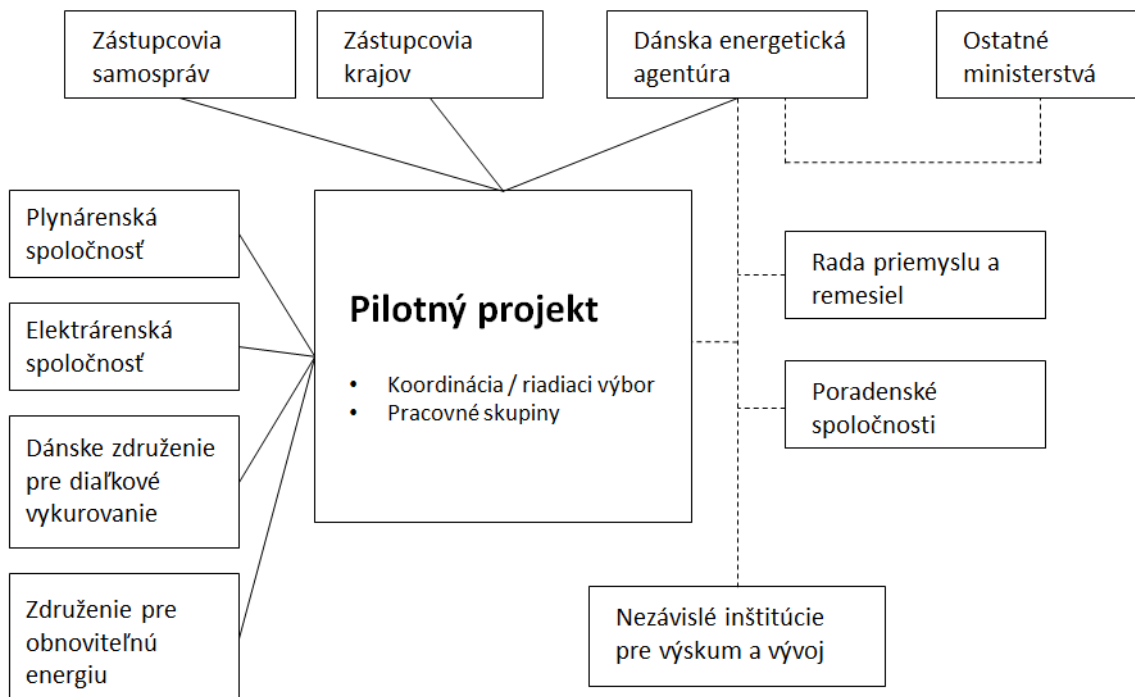 Zástupcovia
samospráv
Zástupcovia
krajov
Dánska energetická
agentúra
Ostatné
ministerstvá
Plynárenská
spoločnosť
Elektrárenská
spoločnosť
Dánske združenie
pre diaľkové
vykurovanie
Združenie pre
obnoviteľnú
energiu
Pilotný projekt
• Koordinácia / riadiaci výbor
• Pracovné skupiny
Rada priemyslu a
remesiel
Poradenské
spoločnosti
Nezávislé inštitúcie
pre výskum a vývoj